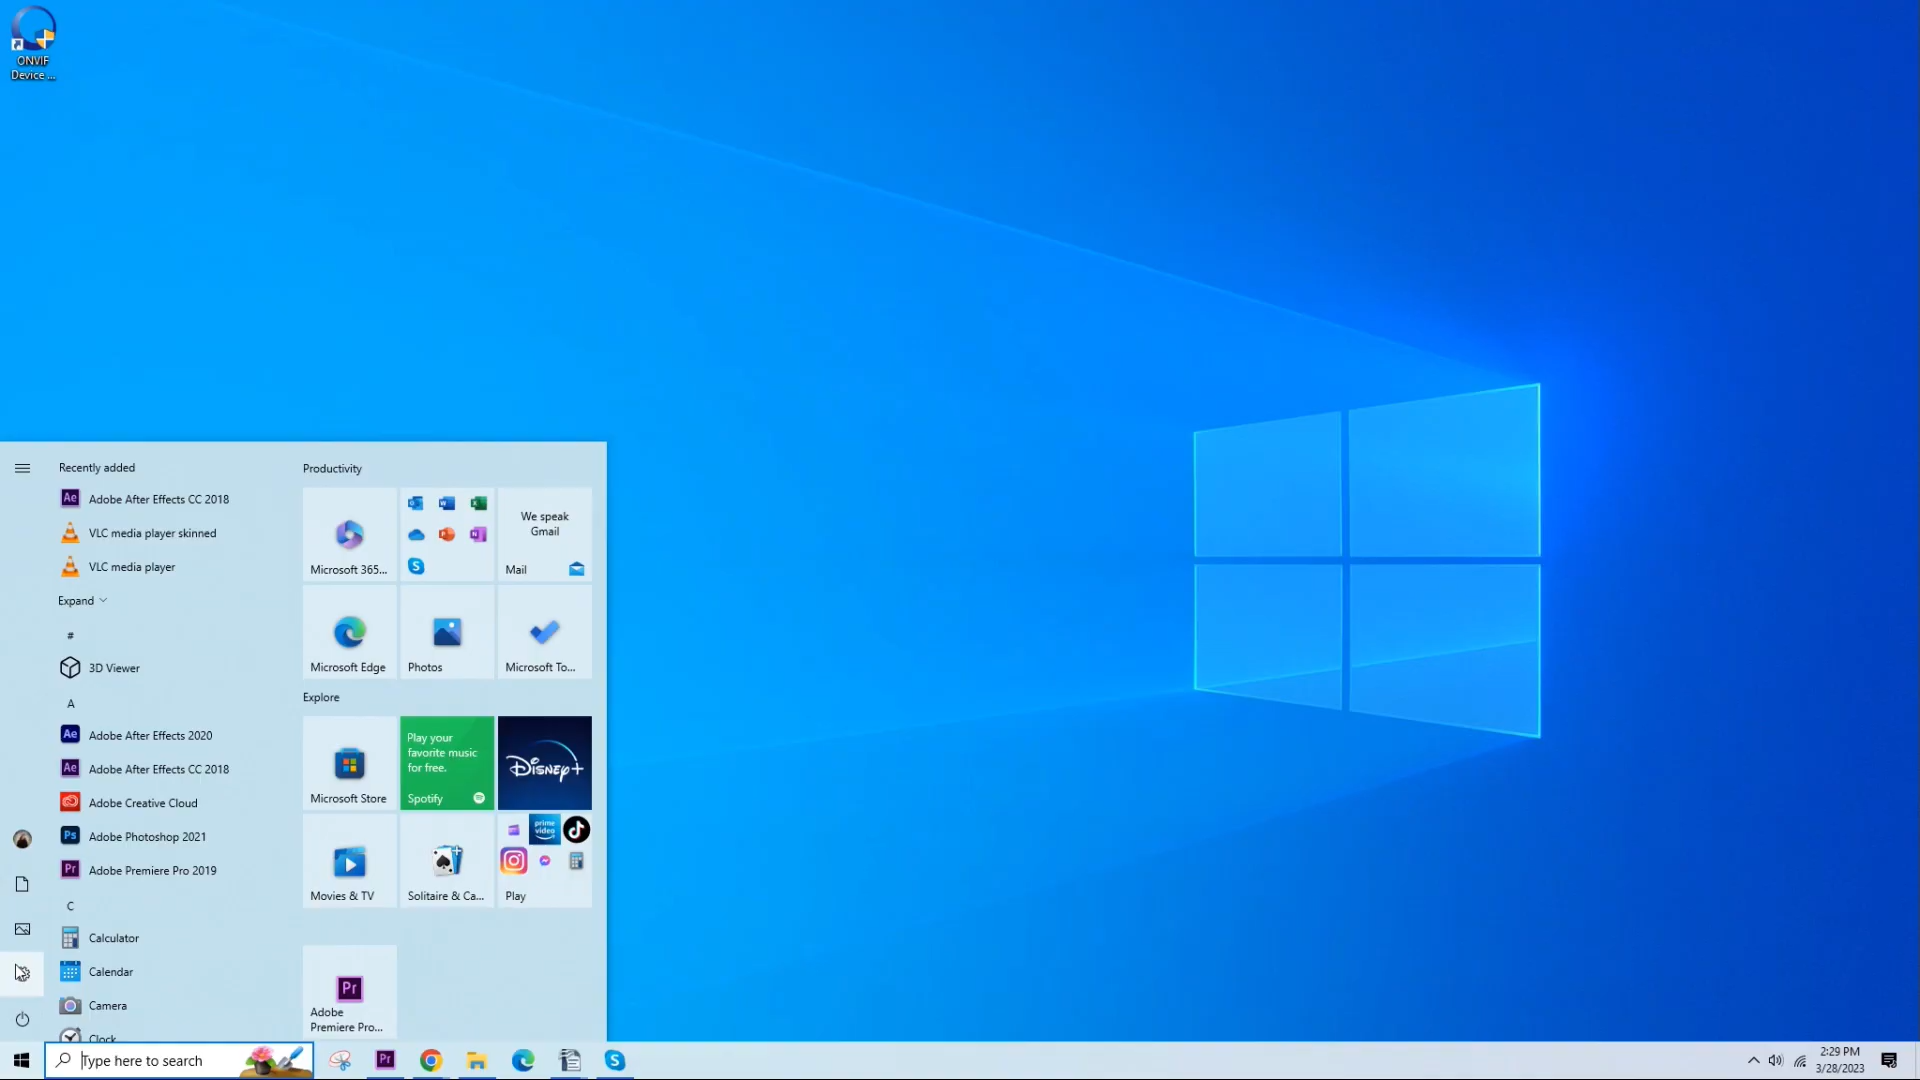 ONVIF
Device ...
Recently added
Adobe After Effects CC 2018
VLC media player skinned
VLC media player
Expand
#
3D Viewer
A
Adobe After Effects 2020
Adobe After Effects CC 2018
Adobe Creative Cloud
Adobe Photoshop 2021
Adobe Premiere Pro 2019
C
Calculator
Calendar
Camera
Clock
Productivity
Microsoft 365...
We speak
Gmail
Mail
Microsoft Edge
Photos
Microsoft To...
Explore
Microsoft Store
Play your
favorite music
for free.
Spotify
Disney+
Movies & TV
Solitaire & Ca...
prime
video
Play
Adobe
Premiere Pro...
Type here to search
2:29 PM
3/28/2023